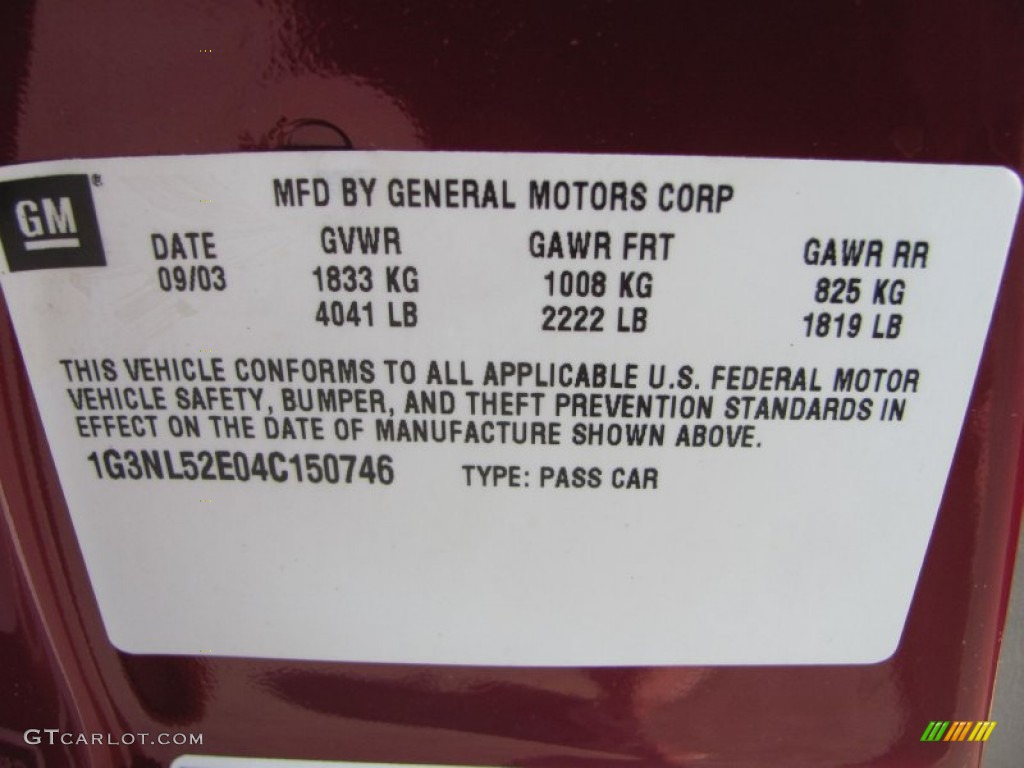 GM®
MFD BY GENERAL MOTORS CORP
DATE GVWR GAWR FRT GAWR RR
09/03 1833 KG 1008 KG 825 KG
4041 LB 2222 LB 1819 LB
THIS VEHICLE CONFORMS TO ALL APPLICABLE U.S. FEDERAL MOTOR
VEHICLE SAFETY, BUMPER, AND THEFT PREVENTION STANDARDS IN
EFFECT ON THE DATE OF MANUFACTURE SHOWN ABOVE.
1G3NL52E04C150746 TYPE: PASS CAR
GTCARLOT.COM